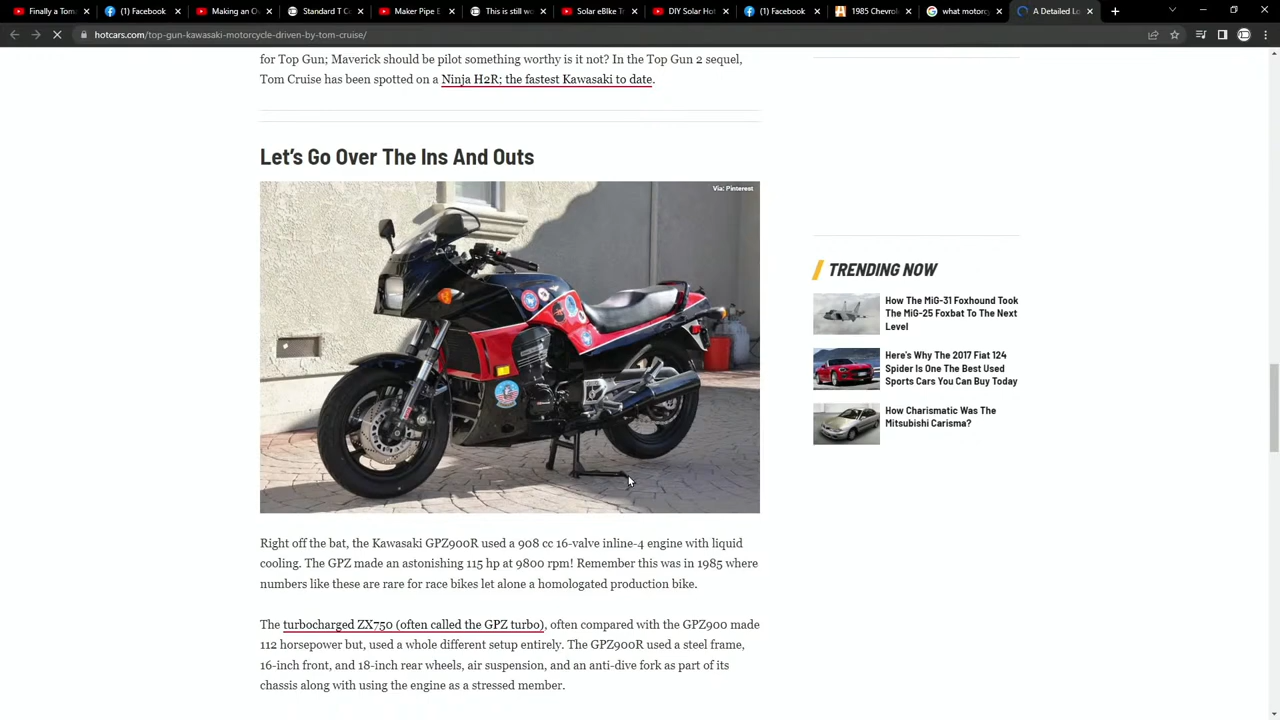 Finally a Tom
(1) Facebook
Making an Ov
Standard T C
Maker Pipe E
This is still wo
Solar eBike Tr
DIY Solar Hot
(1) Facebook
1985 Chevrol
what motorcy
A Detailed Lo
hotcars.com/top-gun-kawasaki-motorcycle-driven-by-tom-cruise/
for Top Gun; Maverick should be pilot something worthy is it not? In the Top Gun 2 sequel,
Tom Cruise has been spotted on a Ninja H2R; the fastest Kawasaki to date.
Let's Go Over The Ins And Outs
Via: Pinterest
Right off the bat, the Kawasaki GPZ900R used a 908 cc 16-valve inline-4 engine with liquid
cooling. The GPZ made an astonishing 115 hp at 9800 rpm! Remember this was in 1985 where
numbers like these are rare for race bikes let alone a homologated production bike.
The turbocharged ZX750 (often called the GPZ turbo), often compared with the GPZ900 made
112 horsepower but, used a whole different setup entirely. The GPZ900R used a steel frame,
16-inch front, and 18-inch rear wheels, air suspension, and an anti-dive fork as part of its
chassis along with using the engine as a stressed member.
TRENDING NOW
How The MiG-31 Foxhound Took
The MiG-25 Foxbat To The Next
Level
Here's Why The 2017 Fiat 124
Spider Is One The Best Used
Sports Cars You Can Buy Today
How Charismatic Was The
Mitsubishi Carisma?